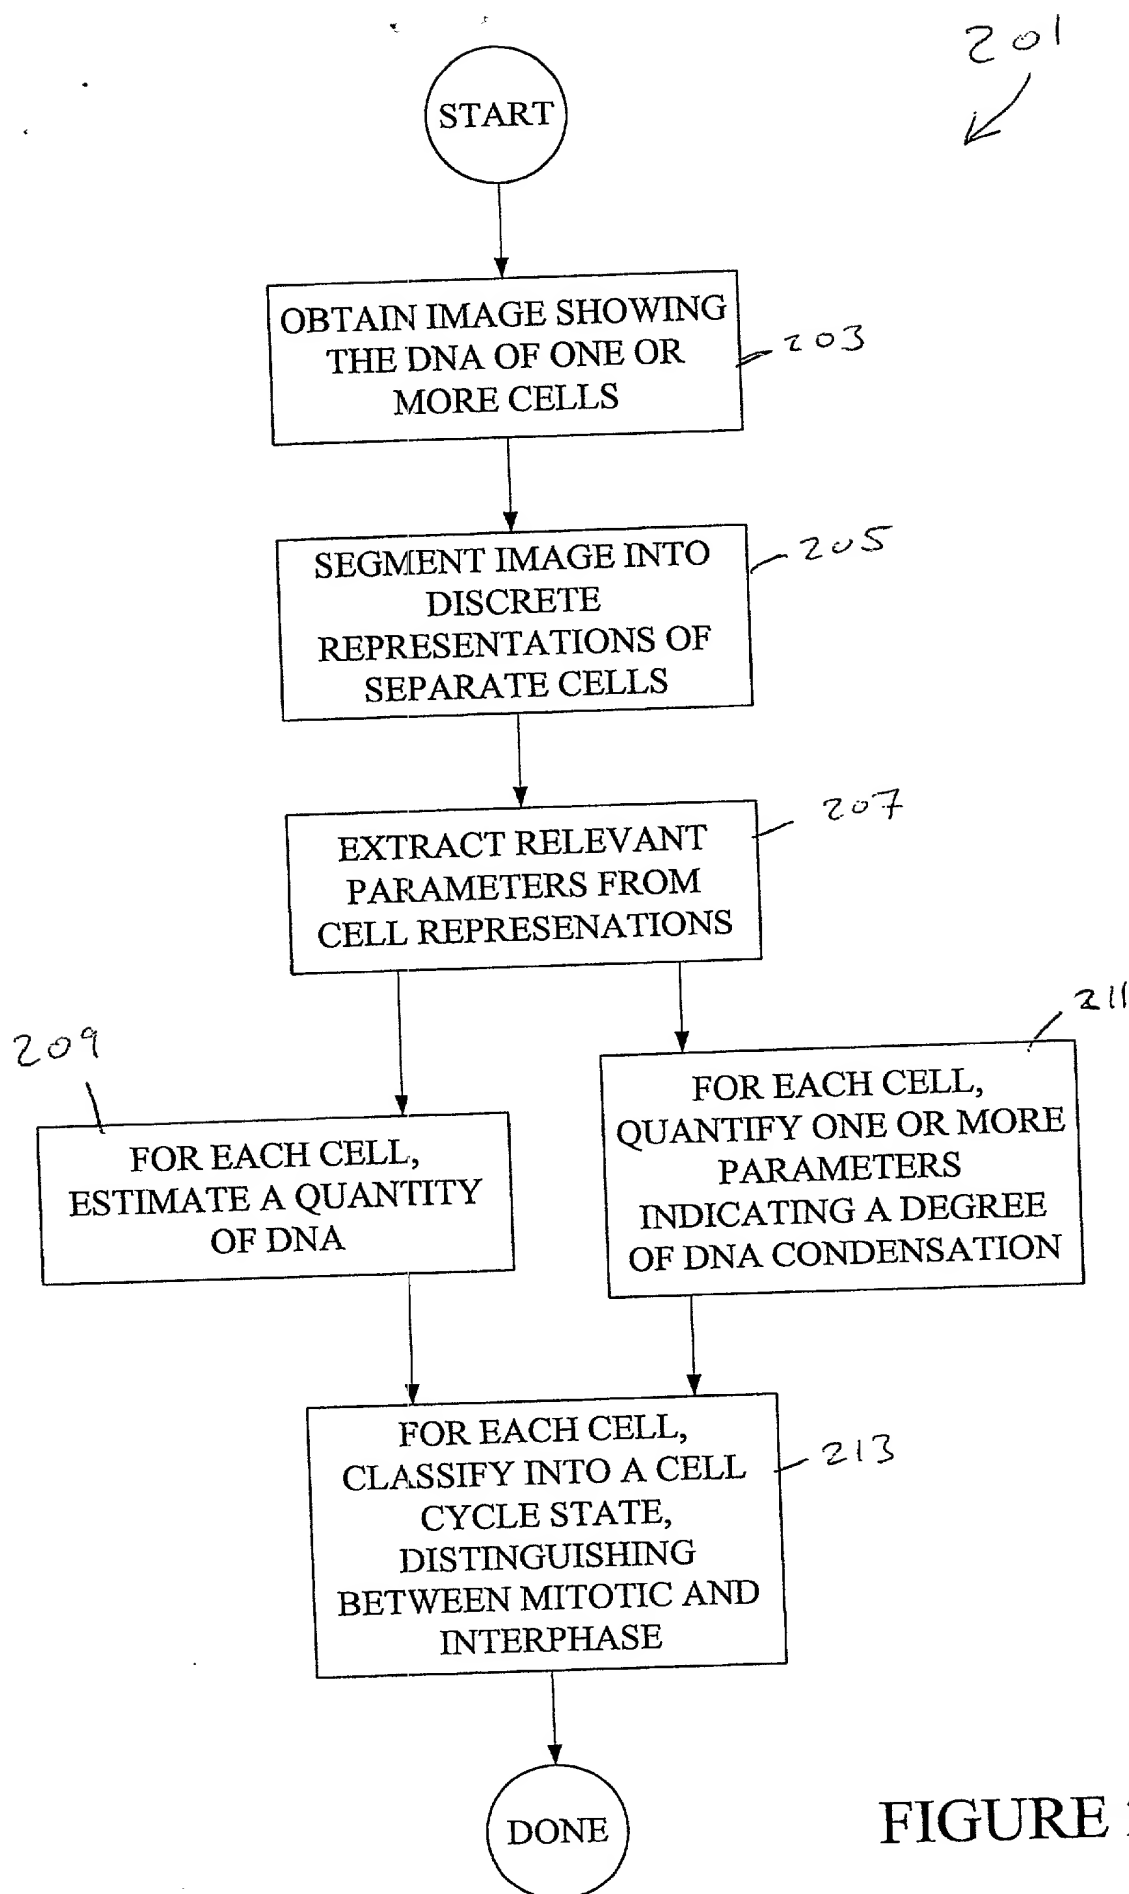 201
START
OBTAIN IMAGE SHOWING
THE DNA OF ONE OR
MORE CELLS
203
SEGMENT IMAGE INTO
DISCRETE
REPRESENTATIONS OF
SEPARATE CELLS
205
EXTRACT RELEVANT
PARAMETERS FROM
CELL REPRESENATIONS
207
209
FOR EACH CELL,
ESTIMATE A QUANTITY
OF DNA
211
FOR EACH CELL,
QUANTIFY ONE OR MORE
PARAMETERS
INDICATING A DEGREE
OF DNA CONDENSATION
FOR EACH CELL,
CLASSIFY INTO A CELL
CYCLE STATE,
DISTINGUISHING
BETWEEN MITOTIC AND
INTERPHASE
213
DONE
FIGURE